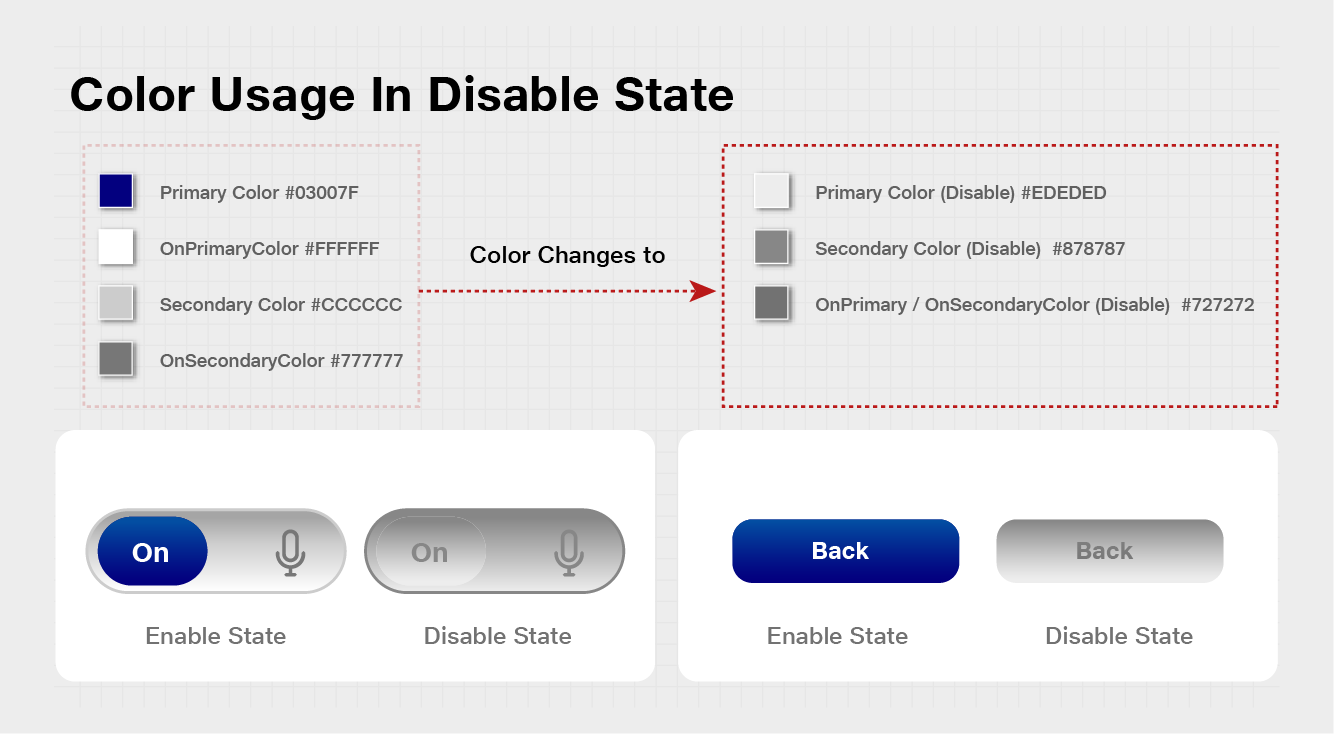 Color Usage In Disable State
Primary Color #03007F
OnPrimaryColor #FFFFFF
Secondary Color #CCCCCC
OnSecondaryColor #777777
Color Changes to
Primary Color (Disable) #EDEDED
Secondary Color (Disable) #878787
OnPrimary / OnSecondaryColor (Disable) #727272
On
On
Enable State
Disable State
Back
Back
Enable State
Disable State